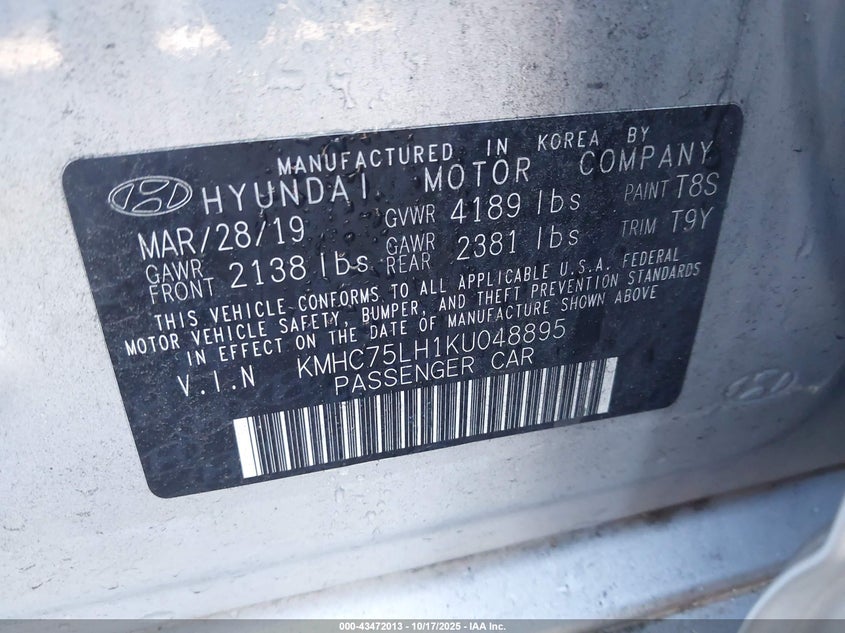 MANUFACTURED IN KOREA BY
HYUNDAI MOTOR COMPANY
MAR/28/19 GVWR 4189 lbs PAINT T8S
GAWR FRONT 2138 lbs GAWR REAR 2381 lbs TRIM T9Y
THIS VEHICLE CONFORMS TO ALL APPLICABLE U.S.A. FEDERAL
MOTOR VEHICLE SAFETY, BUMPER, AND THEFT PREVENTION STANDARDS
IN EFFECT ON THE DATE OF MANUFACTURE SHOWN ABOVE
V.I.N KMHC75LH1KU048895
PASSENGER CAR
000-43472013 - 10/17/2025 - IAA Inc.